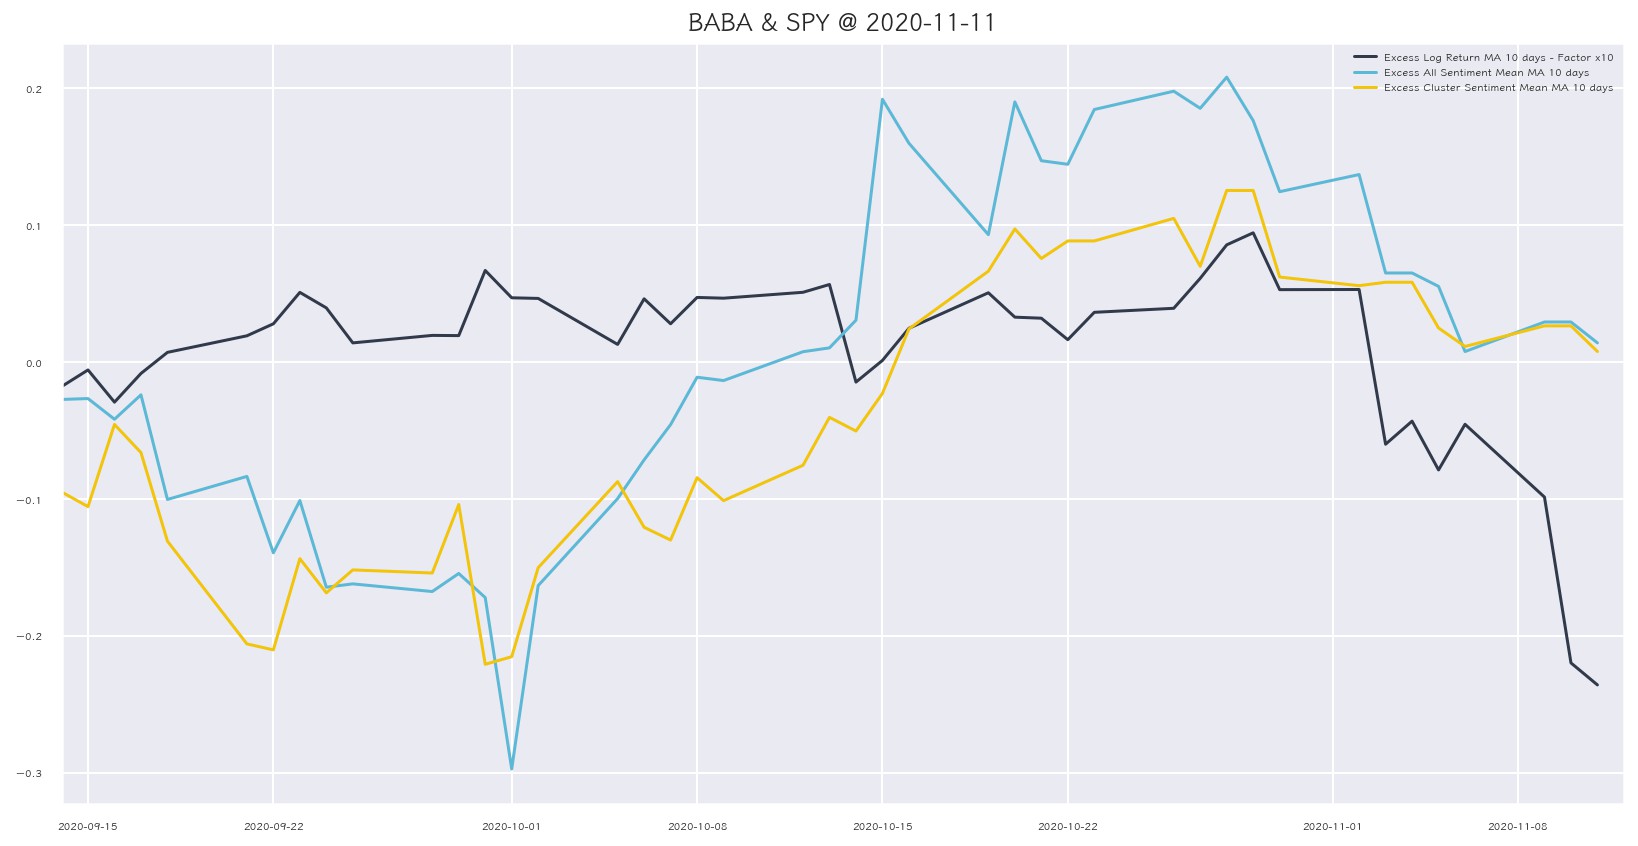 BABA & SPY @ 2020-11-11
Excess Log Return MA 10 days - Factor x10
Excess All Sentiment Mean MA 10 days
Excess Cluster Sentiment Mean MA 10 days
0.2
0.1
0.0
−0.1
−0.2
−0.3
2020-09-15 2020-09-22 2020-10-01 2020-10-08 2020-10-15 2020-10-22 2020-11-01 2020-11-08